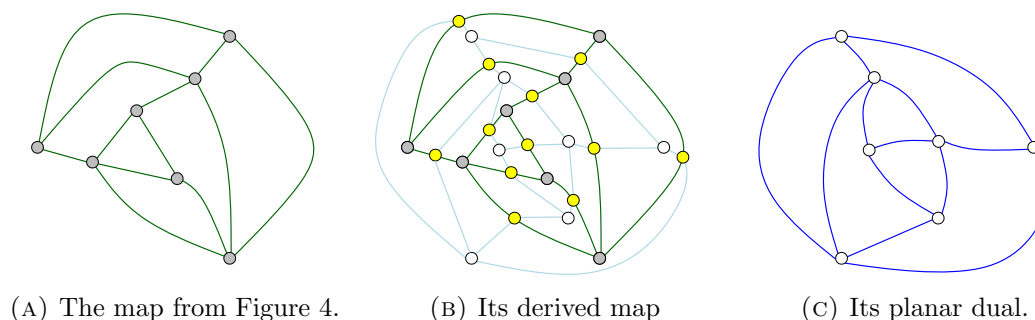 (A) The map from Figure 4.
(B) Its derived map
(C) Its planar dual.